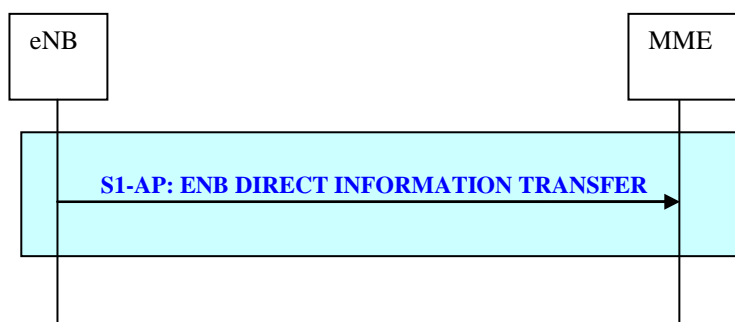 eNB
MME
S1-AP: ENB DIRECT INFORMATION TRANSFER